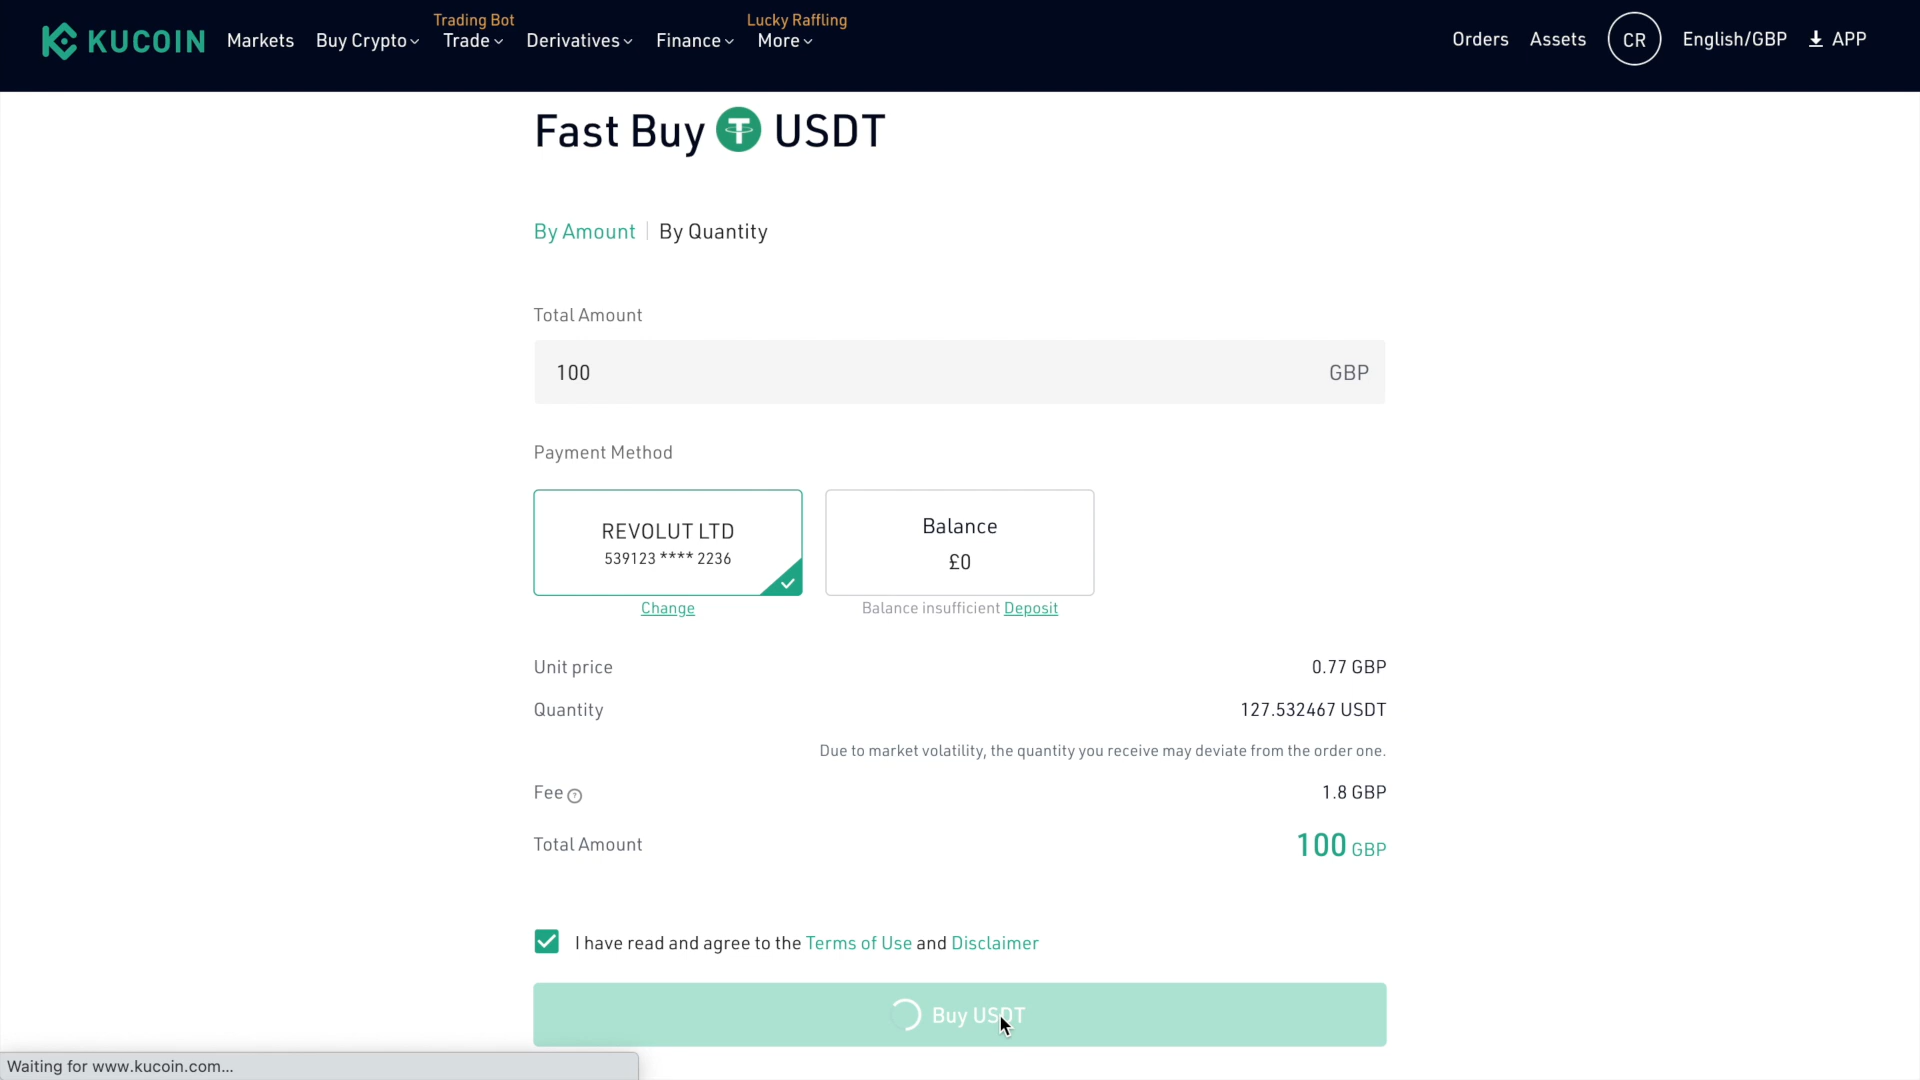 KUCOIN
Markets
Buy Crypto
Trading Bot
Trade
Derivatives
Finance
Lucky Raffling
More
Orders
Assets
CR
English/GBP
APP
Fast Buy USDT
By Amount | By Quantity
Total Amount
100 GBP
Payment Method
REVOLUT LTD
539123 **** 2236
Change
Balance
£0
Balance insufficient Deposit
Unit price 0.77 GBP
Quantity 127.532467 USDT
Due to market volatility, the quantity you receive may deviate from the order one.
Fee ? 1.8 GBP
Total Amount 100 GBP
I have read and agree to the Terms of Use and Disclaimer
Buy USDT
Waiting for www.kucoin.com...